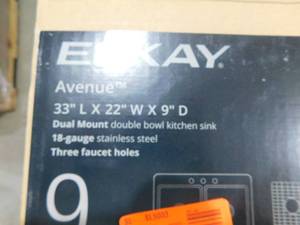 ELKAY
Avenue™
33" L X 22" W X 9" D
Dual Mount double bowl kitchen sink
18-gauge stainless steel
Three faucet holes
9